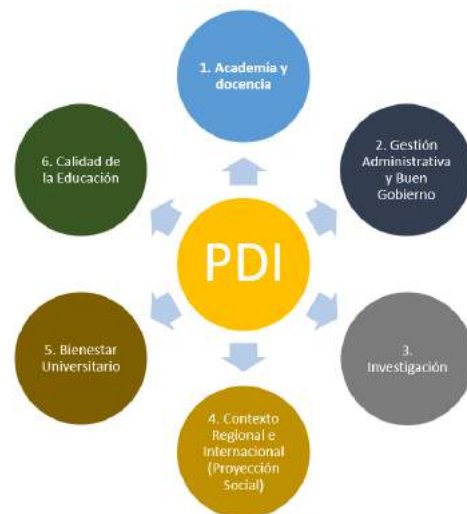 1. Academia y
docencia
2. Gestión
Administrativa
y Buen
Gobierno
3.
Investigación
4. Contexto
Regional e
Internacional
(Proyección
Social)
5. Bienestar
Universitario
6. Calidad de
la Educación
PDI